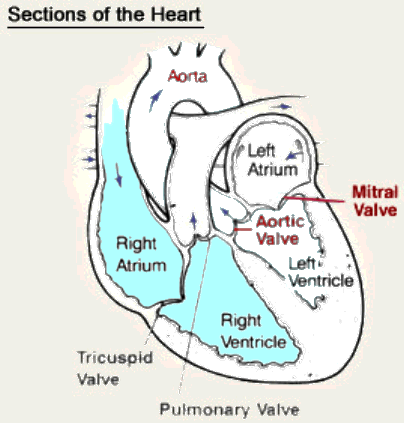 Sections of the Heart
Aorta
Left
Atrium
Mitral
Valve
Aortic
Valve
Right
Atrium
Left
Ventricle
Right
Ventricle
Tricuspid
Valve
Pulmonary Valve